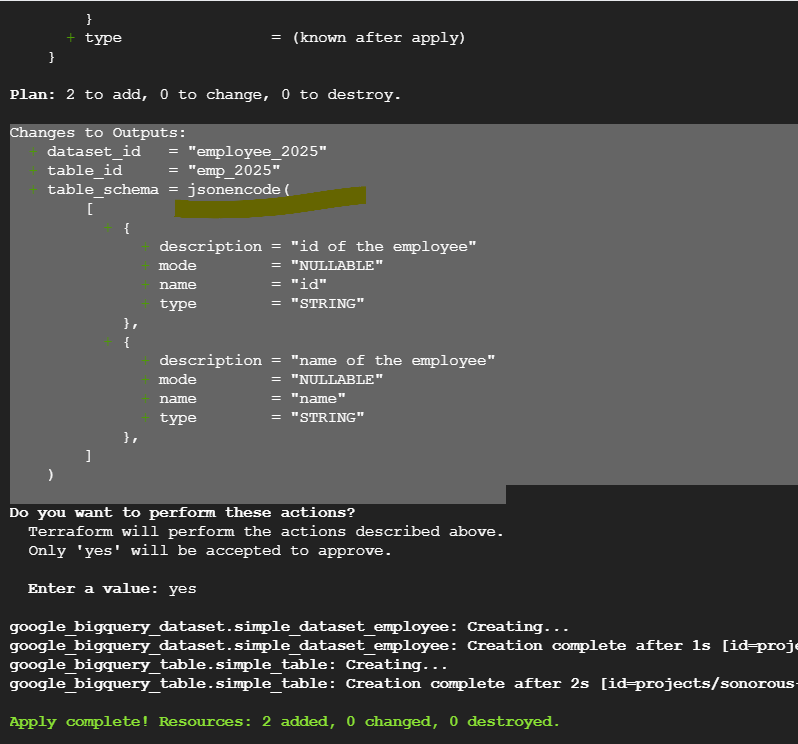 }
+ type = (known after apply)
}
Plan: 2 to add, 0 to change, 0 to destroy.
Changes to Outputs:
+ dataset_id = "employee_2025"
+ table_id = "emp_2025"
+ table_schema = jsonencode(
[
+ {
+ description = "id of the employee"
+ mode = "NULLABLE"
+ name = "id"
+ type = "STRING"
},
+ {
+ description = "name of the employee"
+ mode = "NULLABLE"
+ name = "name"
+ type = "STRING"
},
]
)
Do you want to perform these actions?
Terraform will perform the actions described above.
Only 'yes' will be accepted to approve.
Enter a value: yes
google_bigquery_dataset.simple_dataset_employee: Creating...
google_bigquery_dataset.simple_dataset_employee: Creation complete after 1s [id=proje
google_bigquery_table.simple_table: Creating...
google_bigquery_table.simple_table: Creation complete after 2s [id=projects/sonorous-
Apply complete! Resources: 2 added, 0 changed, 0 destroyed.